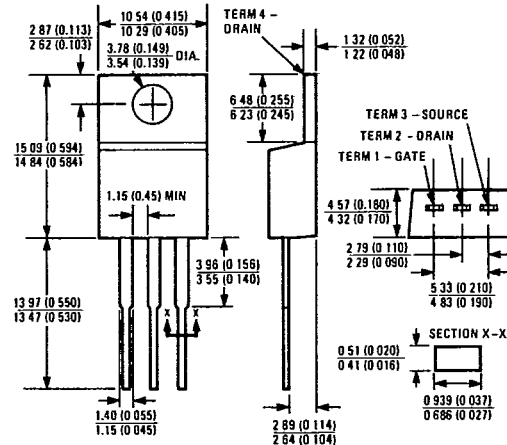 10 54 (0 415)
10 29 (0 405)
2 87 (0.113)
2 62 (0.103)
3.78 (0.149)
3.54 (0.139)
DIA.
TERM 4 -
DRAIN
1 32 (0 052)
1 22 (0 048)
6 48 (0 255)
6 23 (0 245)
15 09 (0 594)
14 84 (0 584)
1.15 (0.45) MIN
TERM 3 - SOURCE
TERM 2 - DRAIN
TERM 1 - GATE
4 57 (0.180)
4 32 (0 170)
2 79 (0 110)
2 29 (0 090)
5 33 (0 210)
4 83 (0 190)
3 96 (0 156)
3 55 (0 140)
13 97 (0 550)
13 47 (0 530)
X X
SECTION X-X
0 51 (0 020)
0 41 (0 016)
0 939 (0 037)
0 686 (0 027)
1.40 (0 055)
1 15 (0 045)
2 89 (0 114)
2 64 (0 104)